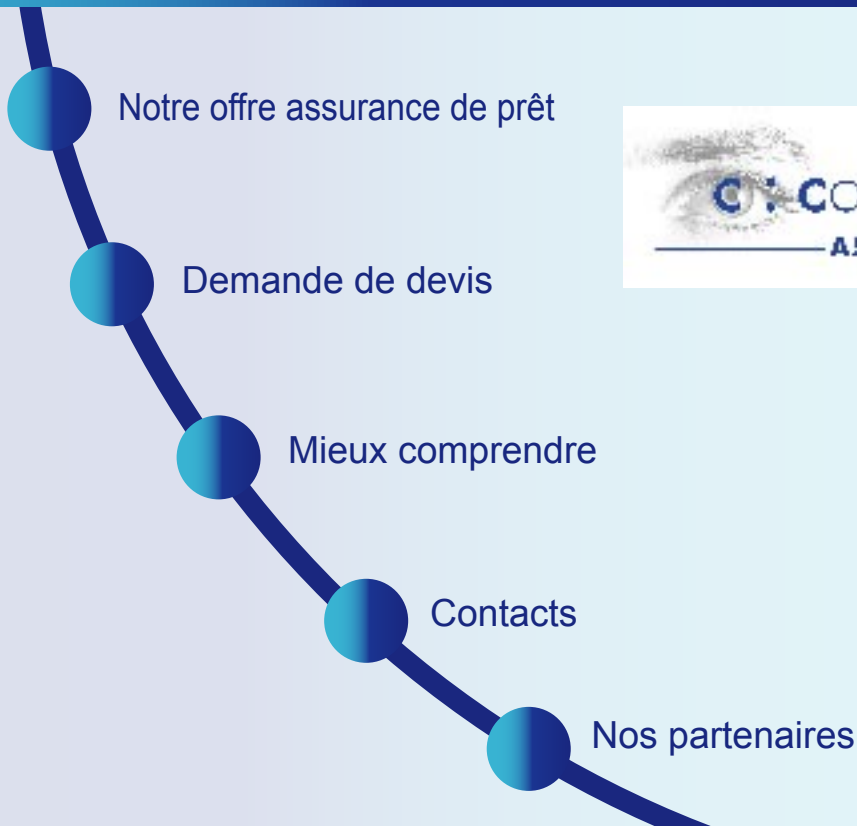 Notre offre assurance de prêt
Demande de devis
Mieux comprendre
Contacts
Nos partenaires